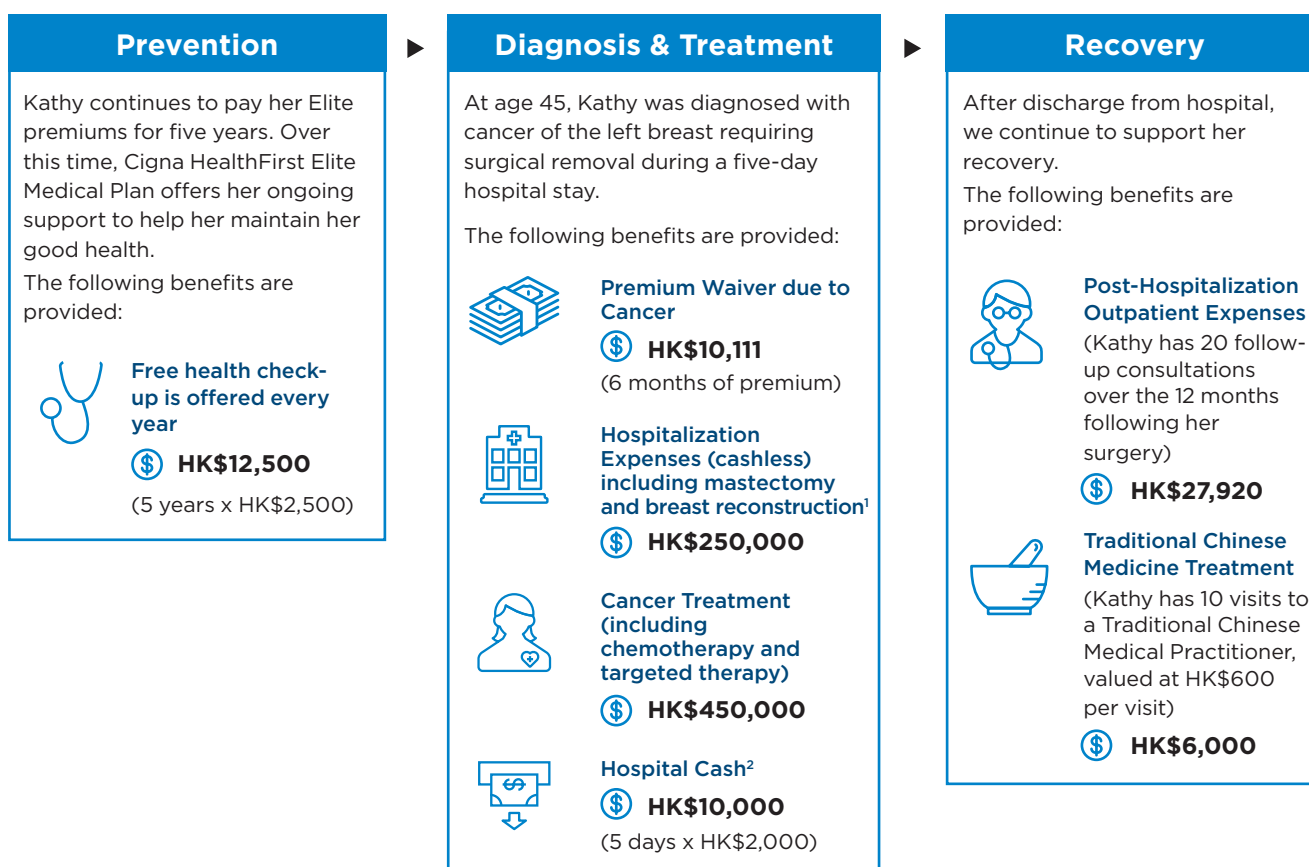 Prevention
Kathy continues to pay her Elite
premiums for five years. Over
this time, Cigna HealthFirst Elite
Medical Plan offers her ongoing
support to help her maintain her
good health.
The following benefits are
provided:
Free health check-
up is offered every
year
$ HK$12,500
(5 years x HK$2,500)
Diagnosis & Treatment
At age 45, Kathy was diagnosed with
cancer of the left breast requiring
surgical removal during a five-day
hospital stay.
The following benefits are provided:
Premium Waiver due to
Cancer
$ HK$10,111
(6 months of premium)
Hospitalization
Expenses (cashless)
including mastectomy
and breast reconstruction¹
$ HK$250,000
Cancer Treatment
(including
chemotherapy and
targeted therapy)
$ HK$450,000
$
Hospital Cash²
$ HK$10,000
(5 days x HK$2,000)
Recovery
After discharge from hospital,
we continue to support her
recovery.
The following benefits are
provided:
Post-Hospitalization
Outpatient Expenses
(Kathy has 20 follow-
up consultations
over the 12 months
following her
surgery)
$ HK$27,920
Traditional Chinese
Medicine Treatment
(Kathy has 10 visits to
a Traditional Chinese
Medical Practitioner,
valued at HK$600
per visit)
$ HK$6,000